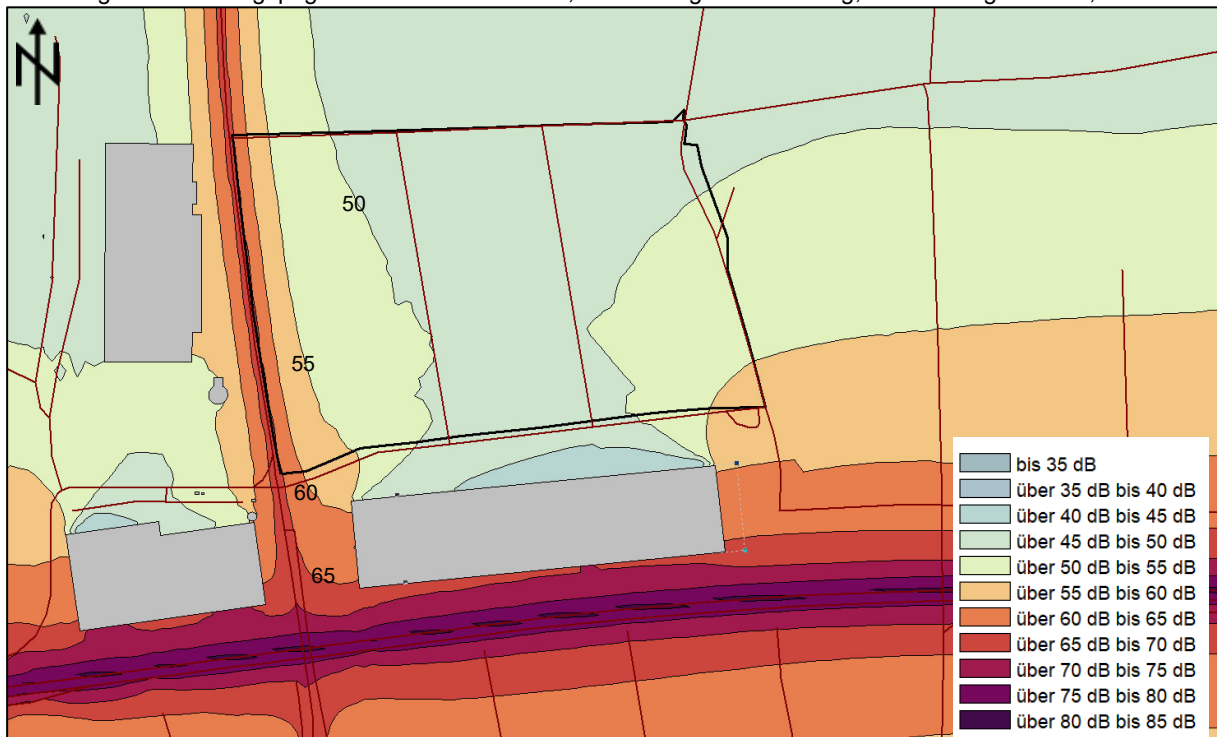 N
50
55
60
65
bis 35 dB
über 35 dB bis 40 dB
über 40 dB bis 45 dB
über 45 dB bis 50 dB
über 50 dB bis 55 dB
über 55 dB bis 60 dB
über 60 dB bis 65 dB
über 65 dB bis 70 dB
über 70 dB bis 75 dB
über 75 dB bis 80 dB
über 80 dB bis 85 dB